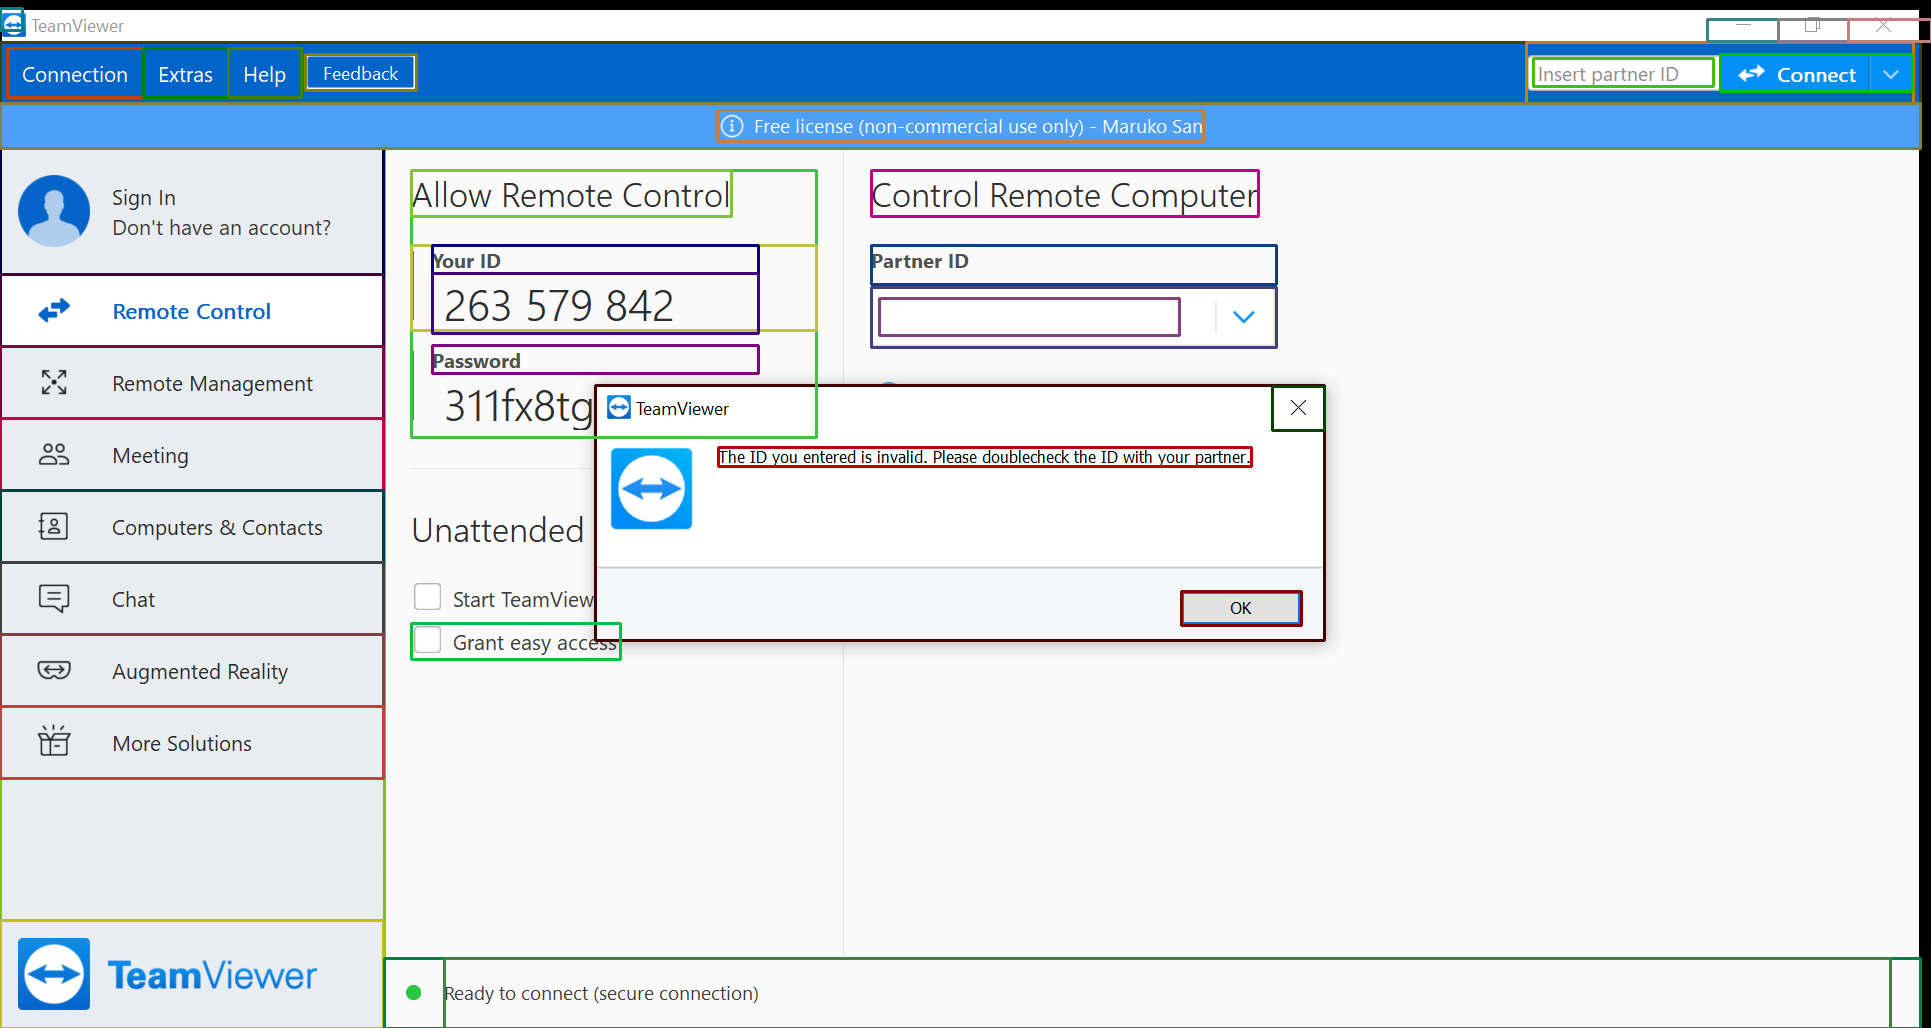 TeamViewer
Connection
Extras
Help
Feedback
Insert partner ID
Connect
Free license (non-commercial use only) - Maruko San
Sign In
Don't have an account?
Remote Control
Remote Management
Meeting
Computers & Contacts
Chat
Augmented Reality
More Solutions
TeamViewer
Allow Remote Control
Your ID
263 579 842
Password
311fx8tg
Unattended
Start TeamView
Grant easy access
Control Remote Computer
Partner ID
TeamViewer
The ID you entered is invalid. Please doublecheck the ID with your partner.
OK
Ready to connect (secure connection)